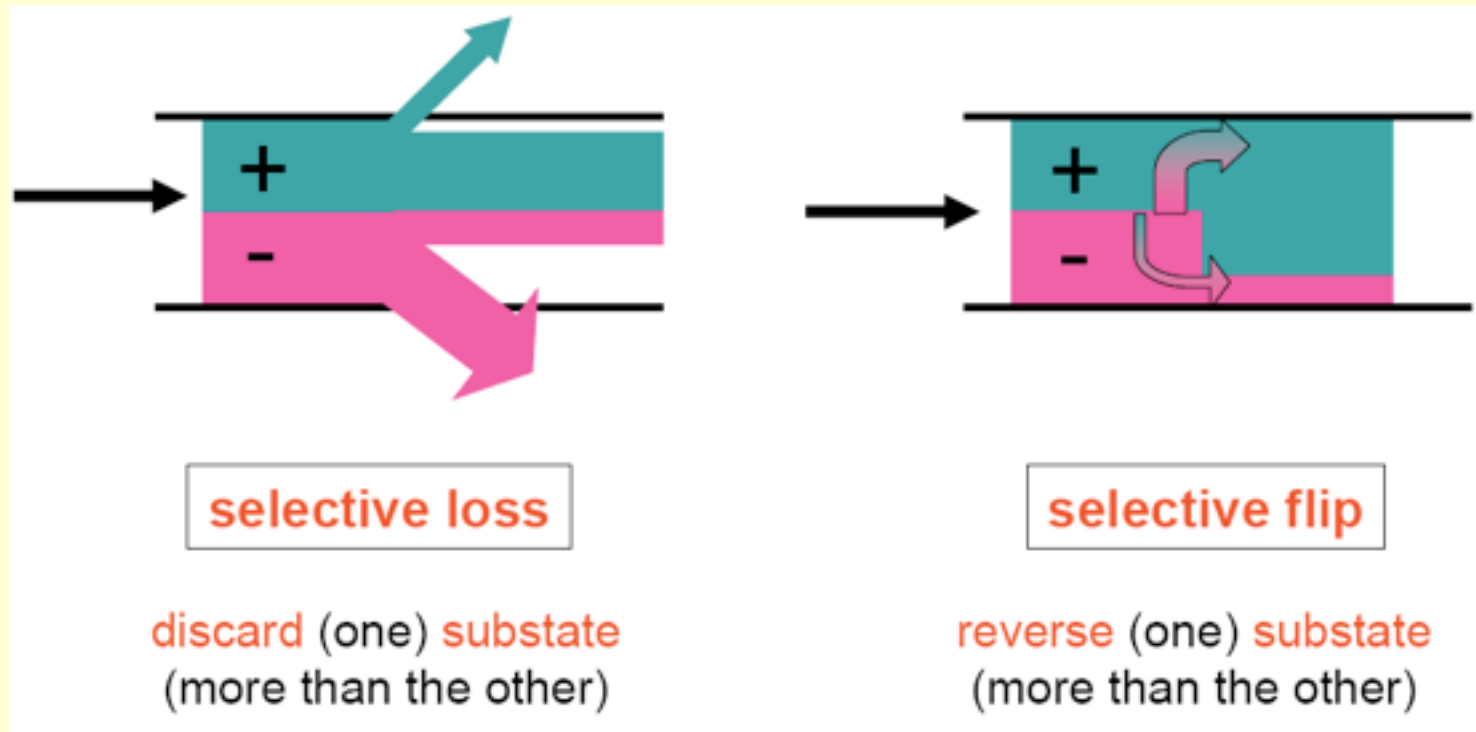 +
-
selective loss
discard (one) substate
(more than the other)
+
-
selective flip
reverse (one) substate
(more than the other)